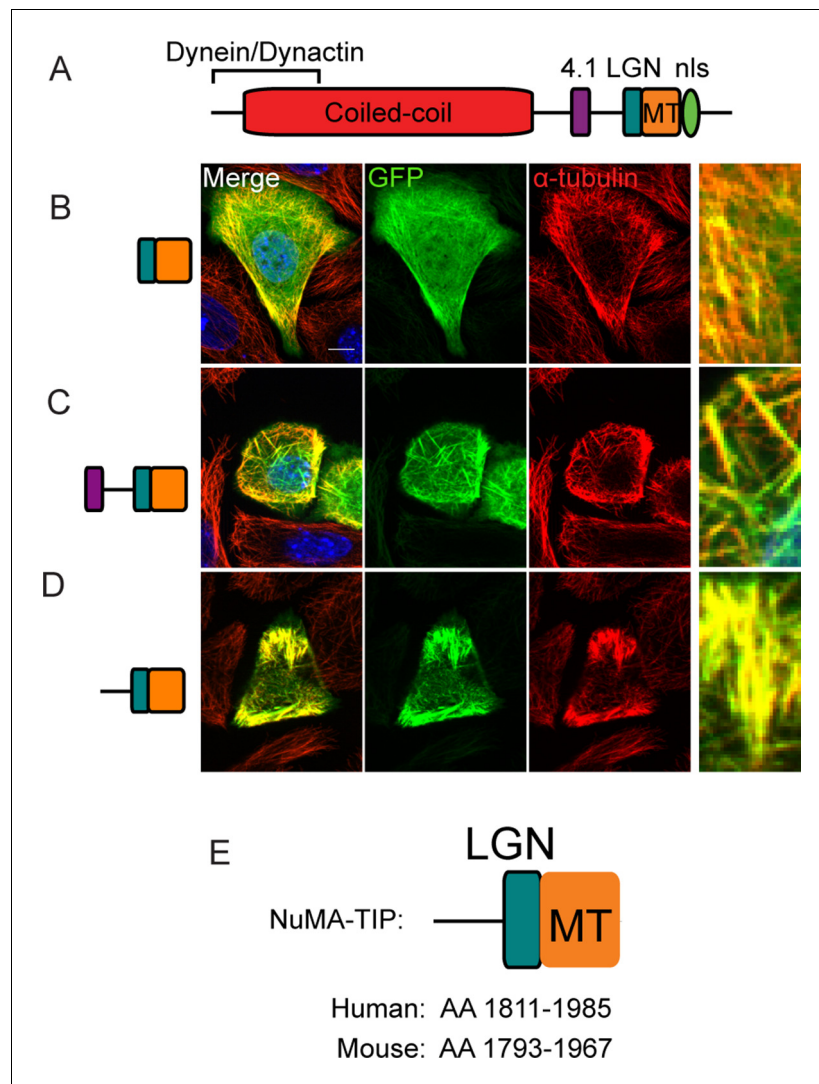 A
Dynein/Dynactin
4.1 LGN nls
Coiled-coil
MT
B
Merge
GFP
α-tubulin
C
D
E
LGN
NuMA-TIP:
MT
Human: AA 1811-1985
Mouse: AA 1793-1967